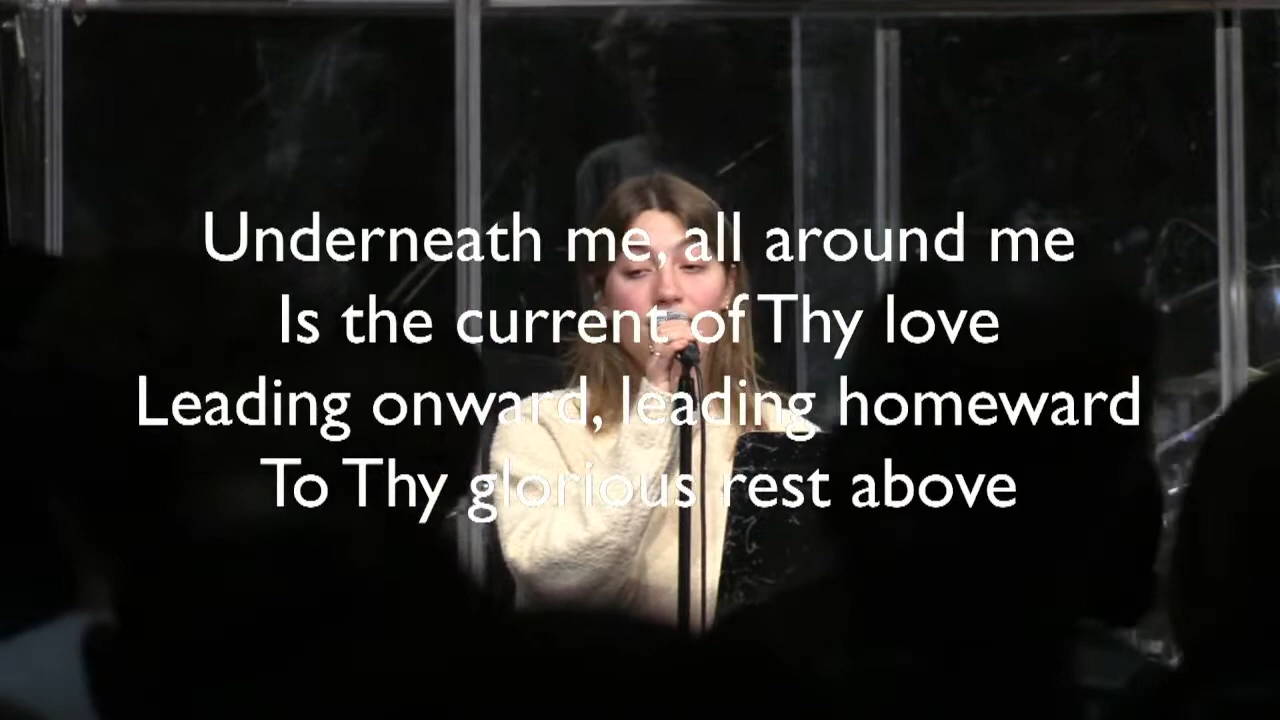 Underneath me, all around me
Is the current of Thy love
Leading onward, leading homeward
To Thy glorious rest above